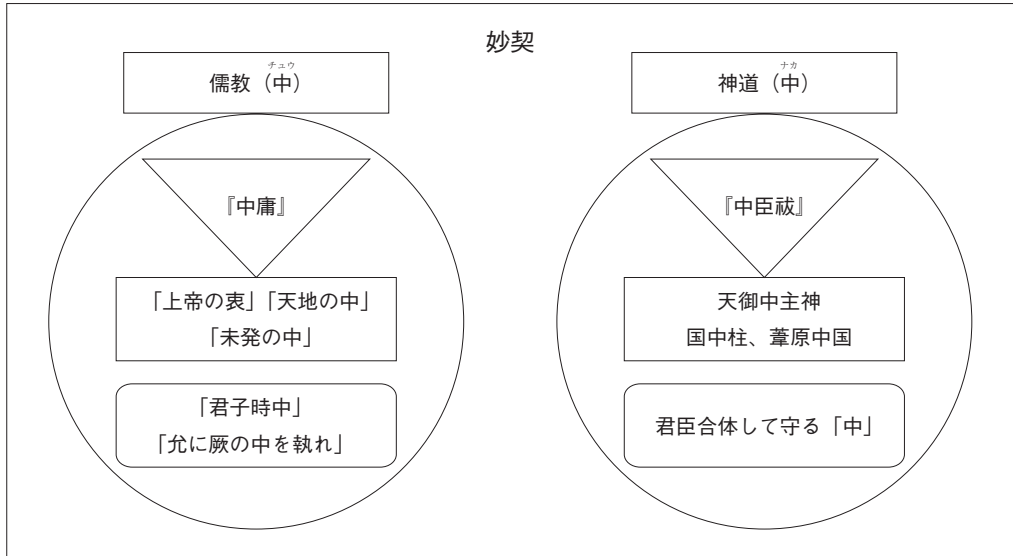 妙契
チュウ
儒教（中）
『中庸』
「上帝の衷」「天地の中」
「未発の中」
「君子時中」
「允に厥の中を執れ」
ナカ
神道（中）
『中臣祓』
天御中主神
国中柱、葦原中国
君臣合体して守る「中」